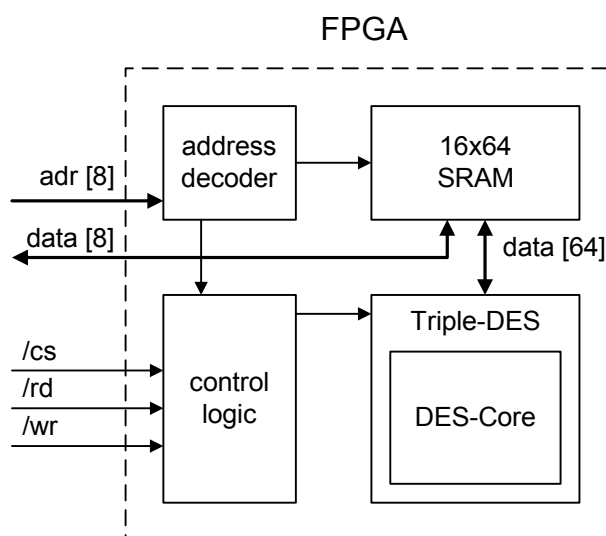 FPGA
address
decoder
16x64
SRAM
adr [8]
data [8]
data [64]
Triple-DES
/cs
/rd
/wr
control
logic
DES-Core